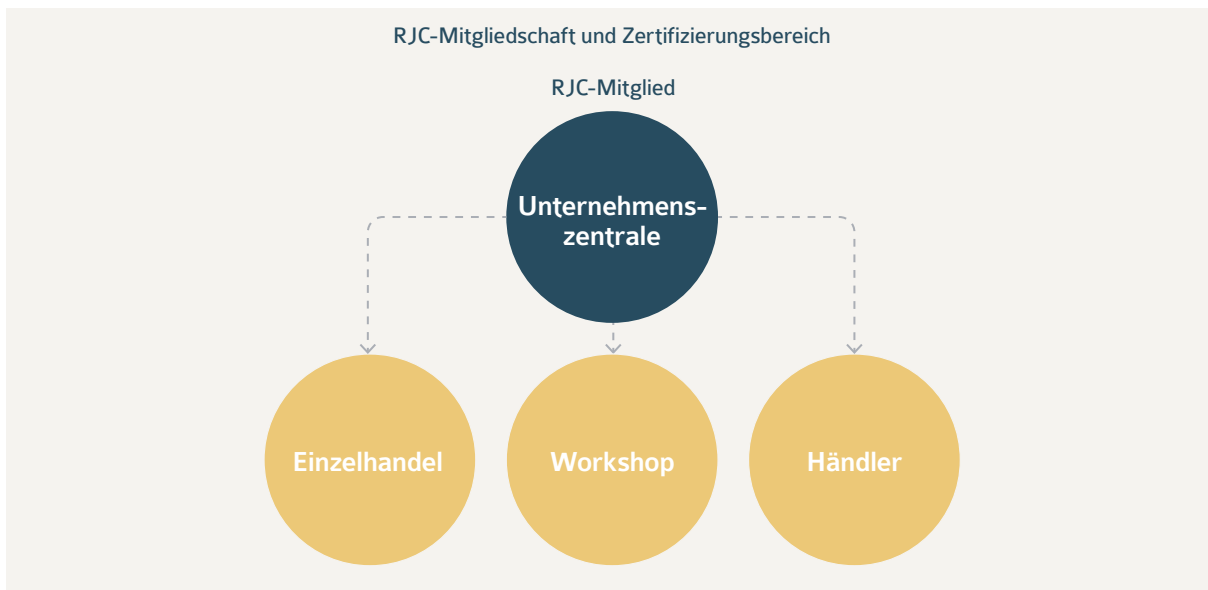 RJC-Mitgliedschaft und Zertifizierungsbereich
RJC-Mitglied
Unternehmens-
zentrale
Einzelhandel
Workshop
Händler